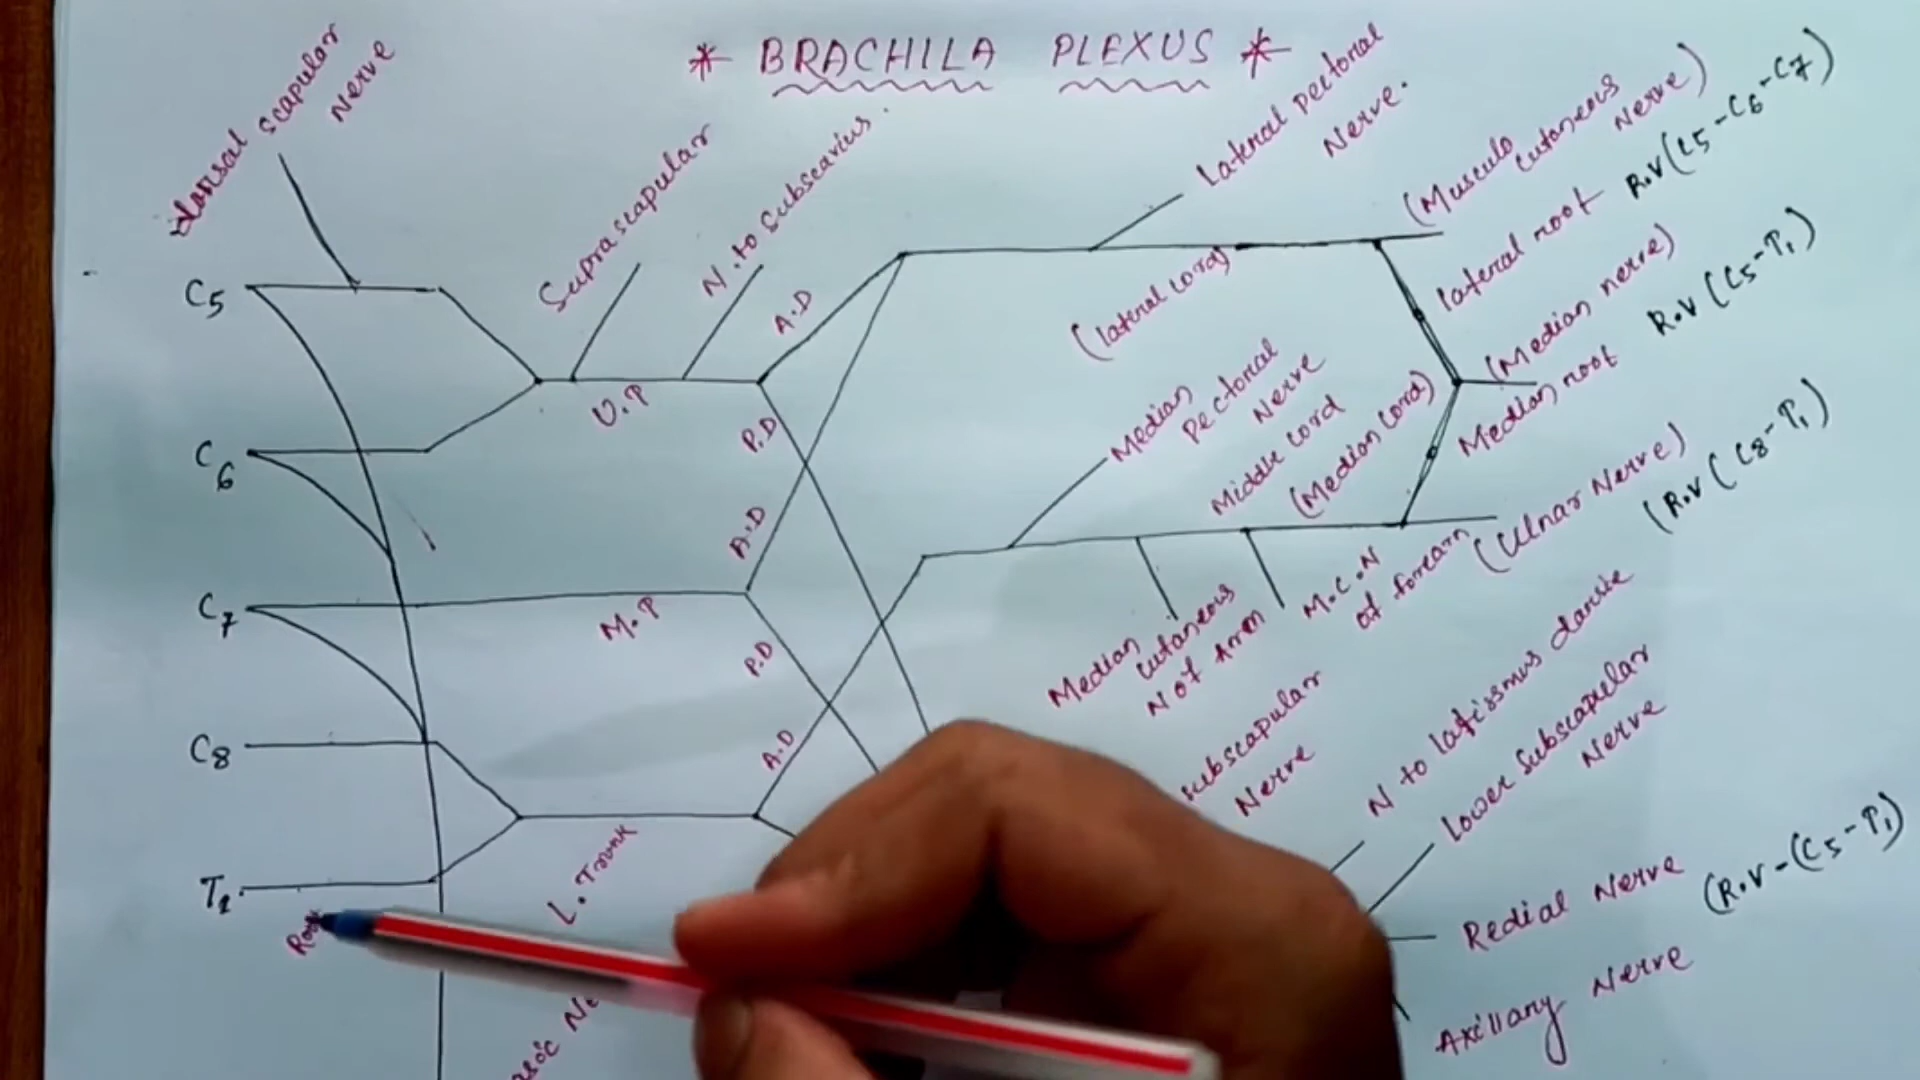 * BRACHILA PLEXUS *
dorsal scapular
Nerve
Suprascapular
N. to Subscavius.
Lateral pectoral
Nerve.
(Musculo
cutaneous
Nerve)
lateral root R.V (C5-C6-C7)
C5
A.D
(lateral cord)
(Median nerve)
Median root R.V (C5-T1)
U.P
P.D
Median
Pectoral
Nerve
Middle cord
(Median cord)
C6
A.D
(Ulnar Nerve)
(R.V (C8-T1)
C7
M.P
P.D
Median
cutaneous
N of Arm
M.C.N
of forearm
C8
A.D
subscapular
Nerve
N to latissmus darsie
Lower subscapular
Nerve
T1
Root
L. Trunk
Redial Nerve (R.V-(C5-T1)
Axillary Nerve